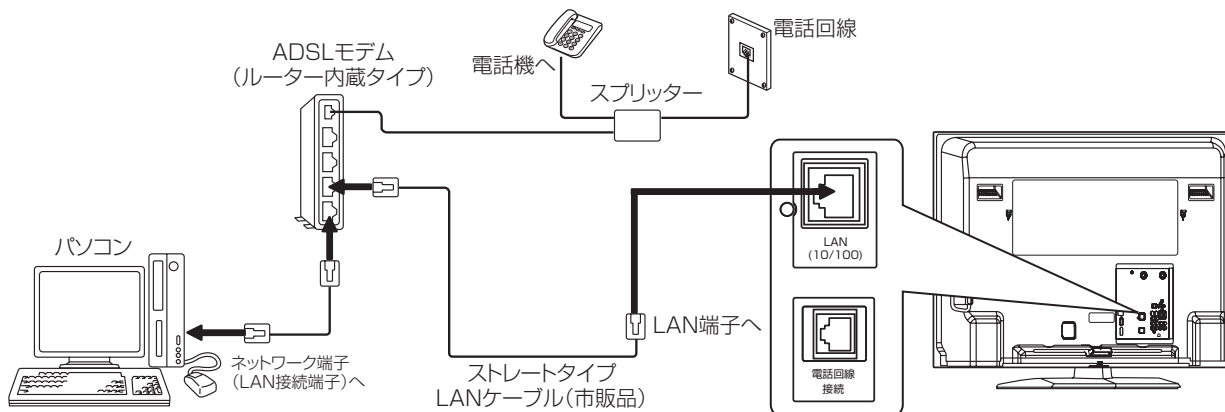 電話回線
電話機へ
ADSLモデム
(ルーター内蔵タイプ)
スプリッター
LAN
(10/100)
パソコン
LAN端子へ
ネットワーク端子
(LAN接続端子)へ
ストレートタイプ
LANケーブル(市販品)
電話回線
接続